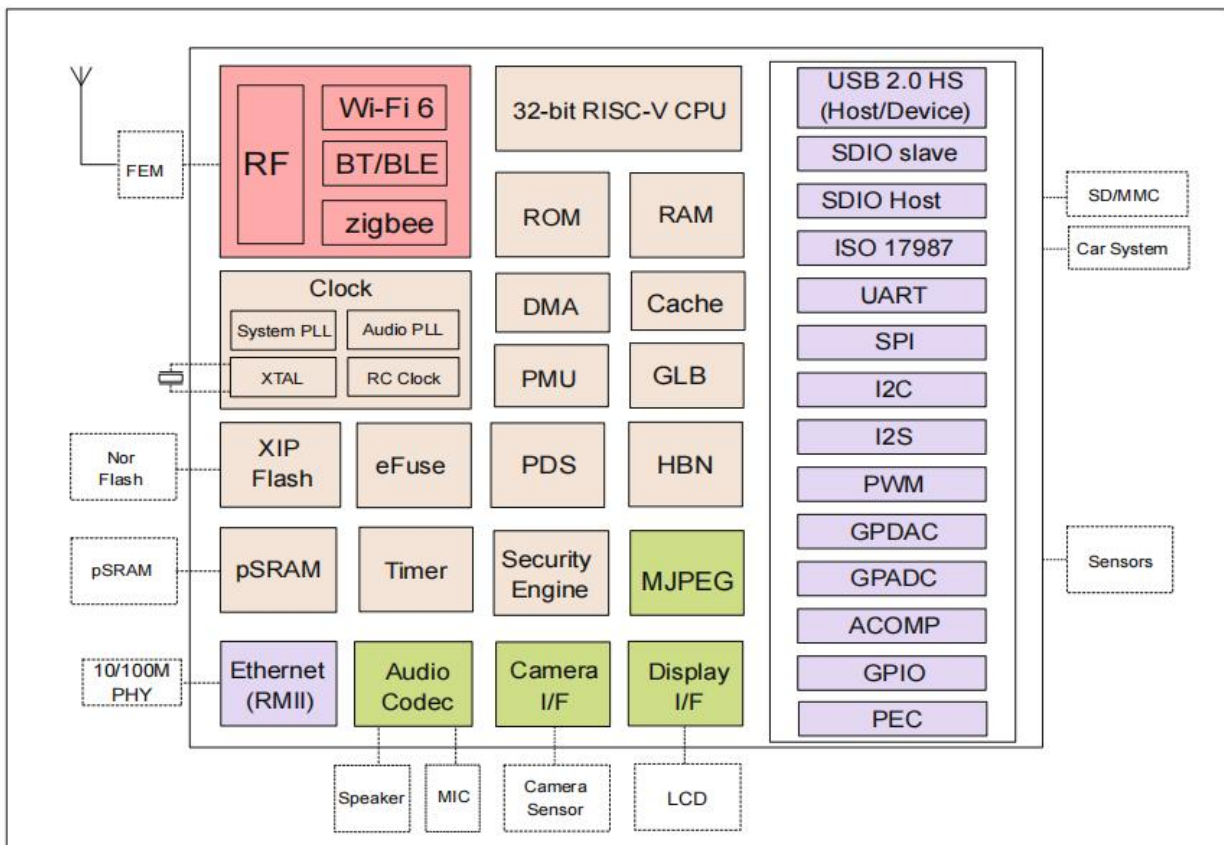 FEM
RF
Wi-Fi 6
BT/BLE
zigbee
32-bit RISC-V CPU
ROM
RAM
Clock
System PLL
Audio PLL
XTAL
RC Clock
DMA
Cache
PMU
GLB
Nor
Flash
XIP
Flash
eFuse
PDS
HBN
pSRAM
pSRAM
Timer
Security
Engine
MJPEG
10/100M
PHY
Ethernet
(RMII)
Audio
Codec
Camera
I/F
Display
I/F
Speaker
MIC
Camera
Sensor
LCD
USB 2.0 HS
(Host/Device)
SDIO slave
SDIO Host
ISO 17987
UART
SPI
I2C
I2S
PWM
GPDAC
GPADC
ACOMP
GPIO
PEC
SD/MMC
Car System
Sensors